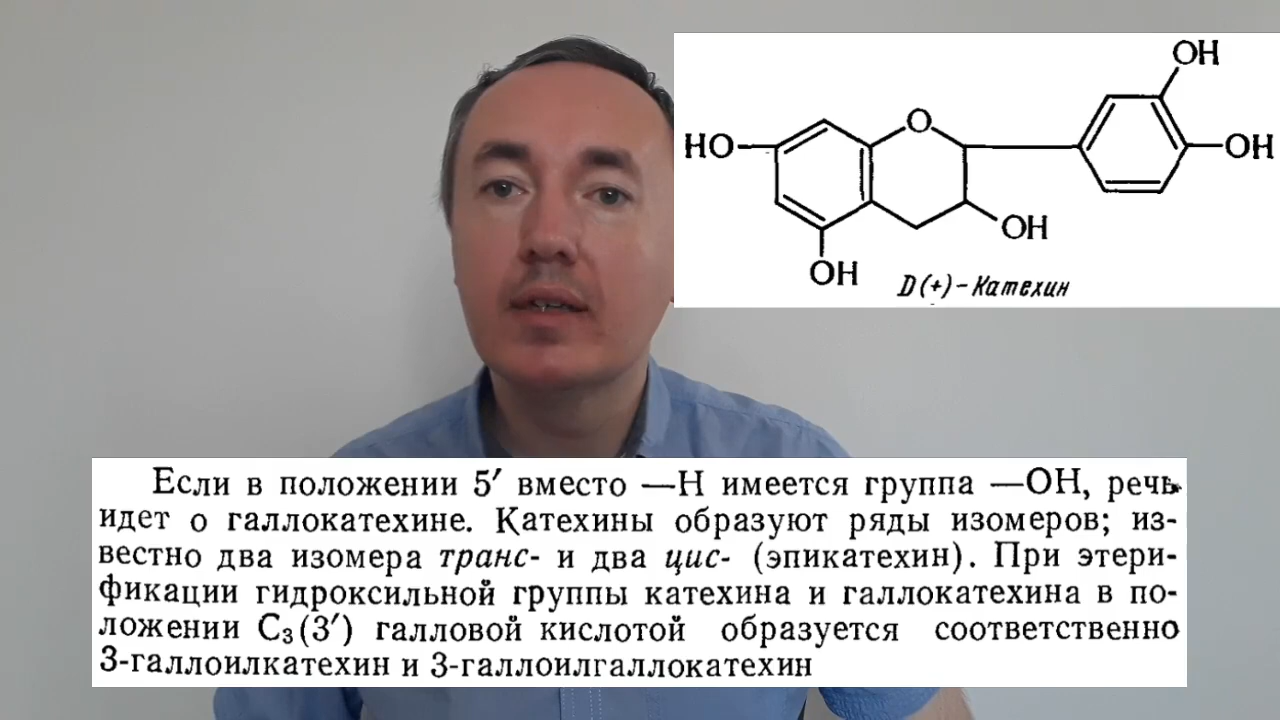 OH
O
HO
OH
OH
OH
D(+)-Катехин
Если в положении 5′ вместо —H имеется группа —OH, речь
идет о галлокатехине. Катехины образуют ряды изомеров; из-
вестно два изомера транс- и два цис- (эпикатехин). При этери-
фикации гидроксильной группы катехина и галлокатехина в по-
ложении C₃(3′) галловой кислотой образуется соответственно
3-галлоилкатехин и 3-галлоилгаллокатехин